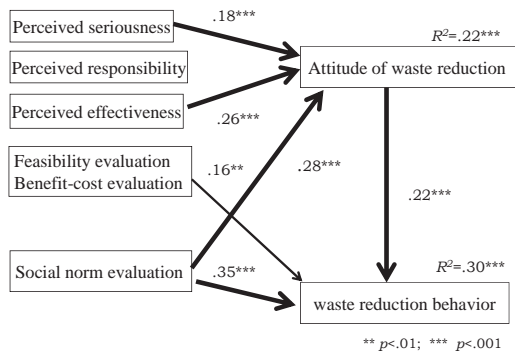 Perceived seriousness
.18***
R²=.22***
Perceived responsibility
Attitude of waste reduction
Perceived effectiveness
.26***
Feasibility evaluation
Benefit-cost evaluation
.16**
.28***
.22***
Social norm evaluation
.35***
R²=.30***
waste reduction behavior
** p<.01; *** p<.001